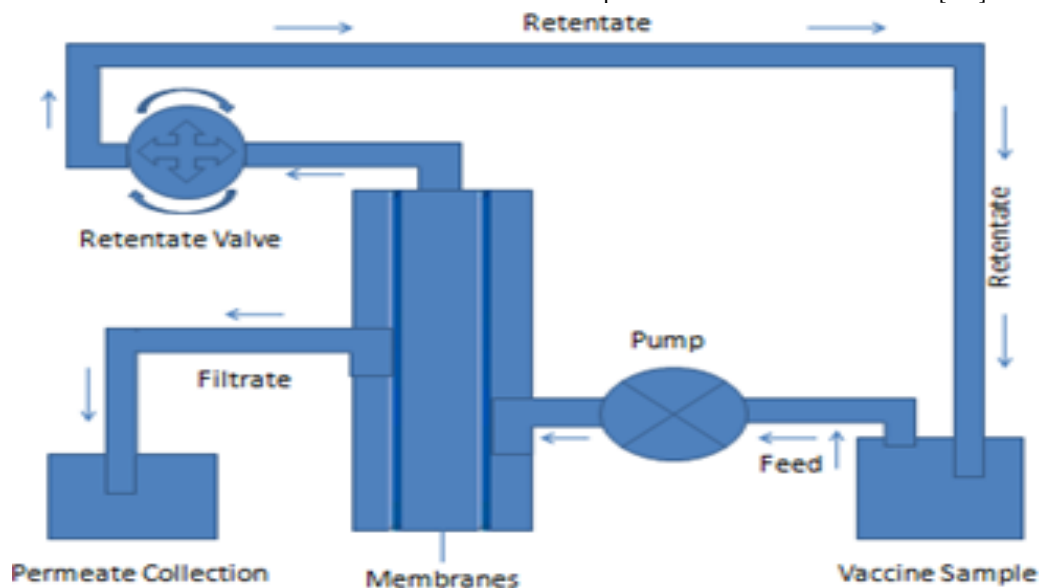 Retentate
Retentate Valve
Retentate
Pump
Filtrate
Feed
Permeate Collection
Membranes
Vaccine Sample